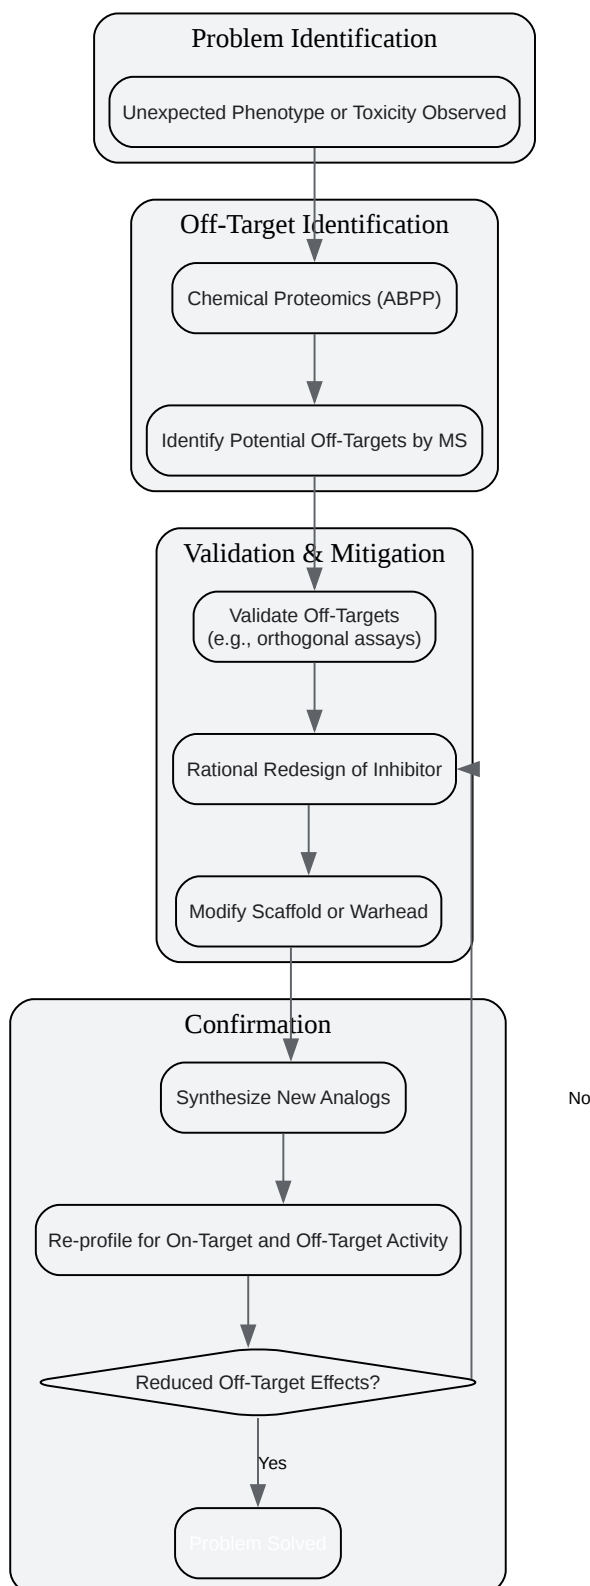 Problem Identification
Unexpected Phenotype or Toxicity Observed
Off-Target Identification
Chemical Proteomics (ABPP)
Identify Potential Off-Targets by MS
Validation & Mitigation
Validate Off-Targets
(e.g., orthogonal assays)
Rational Redesign of Inhibitor
Modify Scaffold or Warhead
Confirmation
Synthesize New Analogs
No
Re-profile for On-Target and Off-Target Activity
Reduced Off-Target Effects?
Yes
Problem Solved